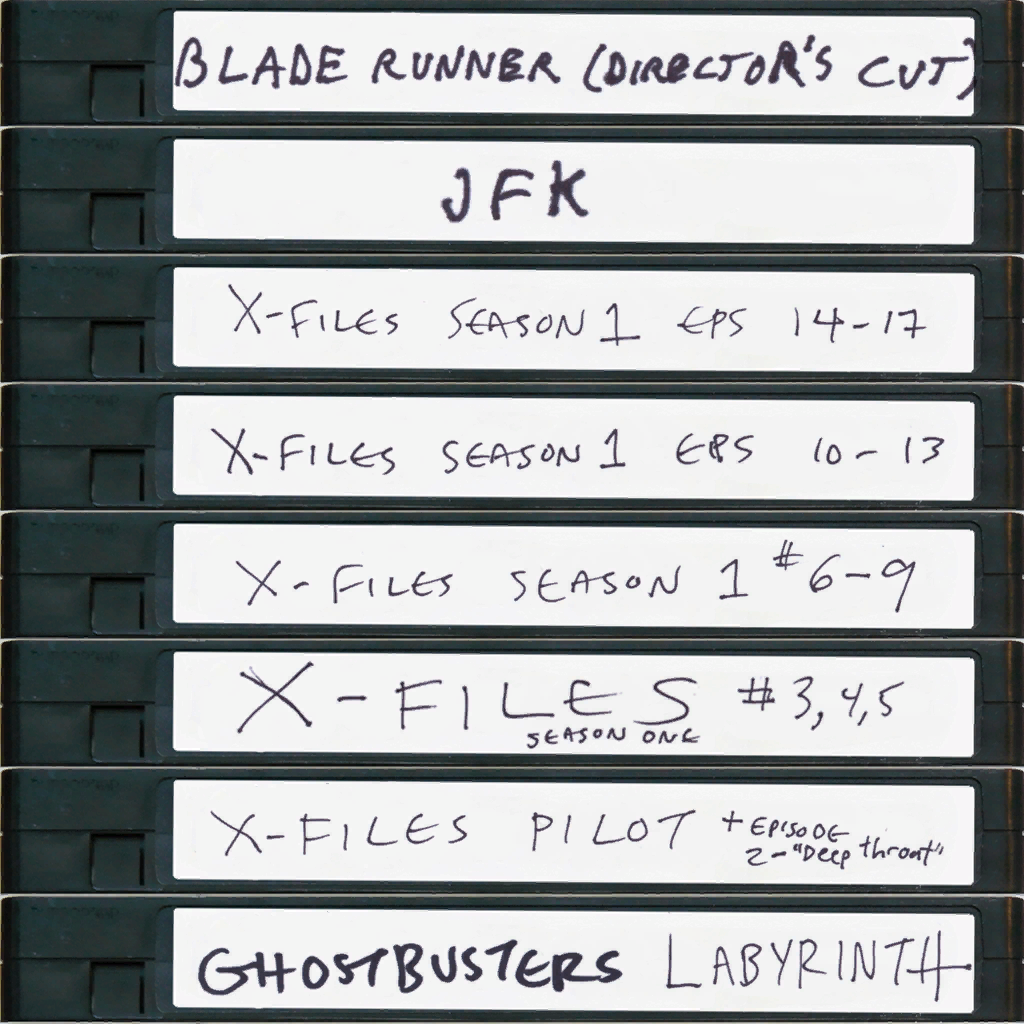 BLADE RUNNER (DIRECTOR'S CUT)
JFK
X-FILES SEASON 1 EPS 14-17
X-FILES SEASON 1 EPS 10-13
X-FILES SEASON 1 #6-9
X-FILES #3,4,5
SEASON ONE
X-FILES PILOT + EPISODE
2-"Deep throat"
GHOSTBUSTERS LABYRINTH